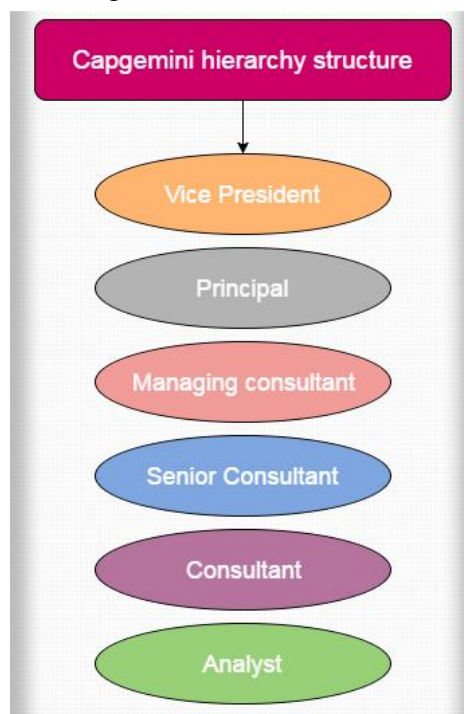 Capgemini hierarchy structure
Vice President
Principal
Managing consultant
Senior Consultant
Consultant
Analyst